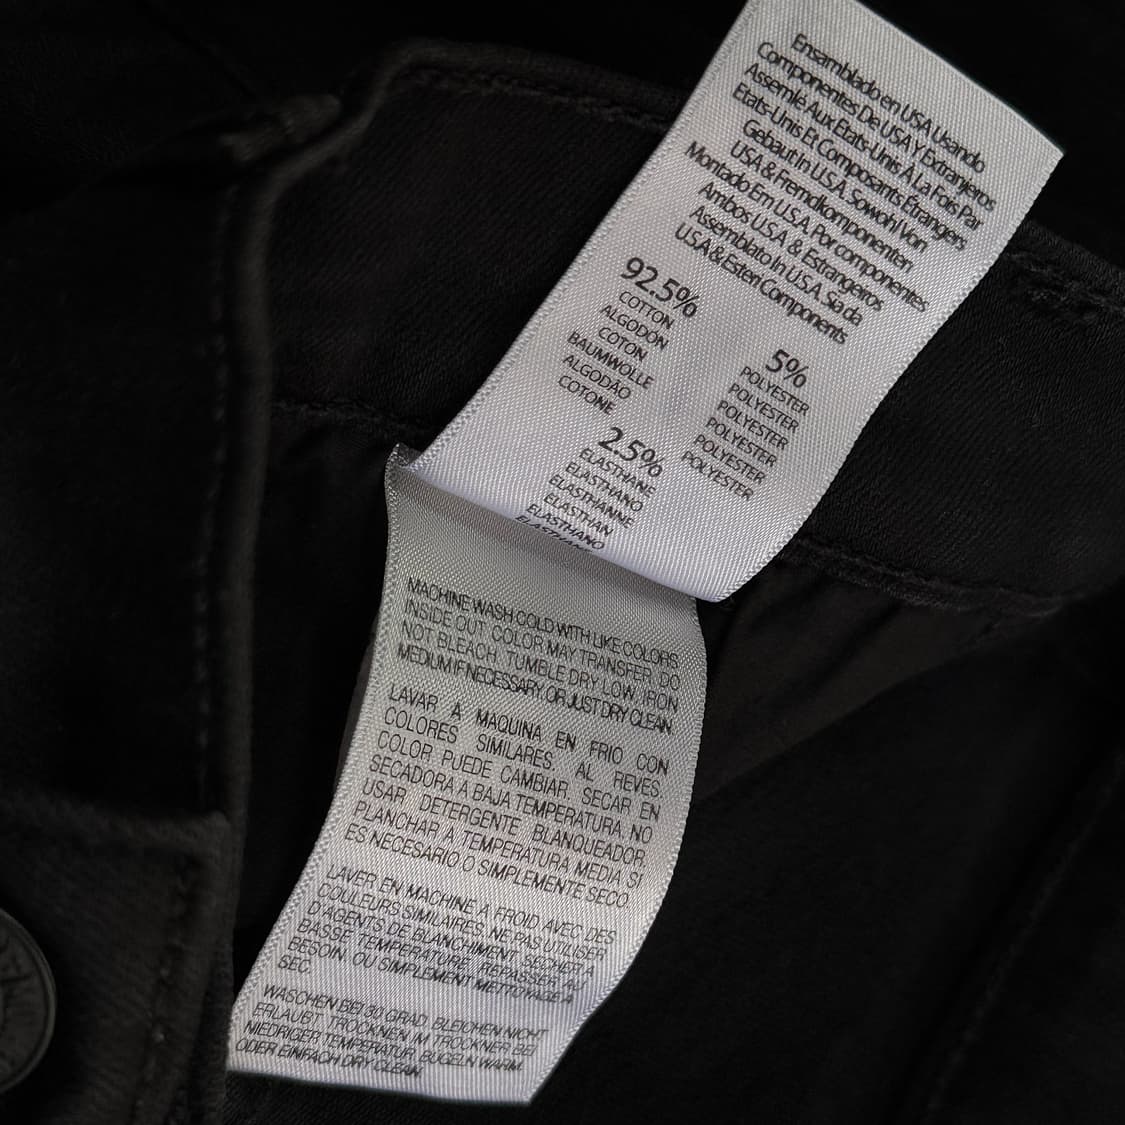 Ensamblado en USA Usando
Componentes De USA Y Extranjeros
Assemlé Aux Etats-Unis À La Fois Par
Etats-Unis Et Composants Étrangers
Gebaut In U.S.A. Sowohl Von
USA & Fremdkomponenten
Montado Em U.S.A. Por componentes
Ambos U.S.A. & Estrangeiros
Assemblato In U.S.A. Sia da
USA & Esteri Components
92.5%
COTTON
ALGODÓN
COTON
BAUMWOLLE
ALGODÃO
COTONE
5%
POLYESTER
POLYESTER
POLYESTER
POLYESTER
POLYESTER
2.5%
ELASTHANE
ELASTHANO
ELASTHANNE
ELASTHAN
ELASTHANO
MACHINE WASH COLD WITH LIKE COLORS
INSIDE OUT. COLOR MAY TRANSFER. DO
NOT BLEACH. TUMBLE DRY LOW. IRON
MEDIUM IF NECESSARY. OR JUST DRY CLEAN.
LAVAR A MAQUINA EN FRIO CON
COLORES SIMILARES AL REVES.
COLOR PUEDE CAMBIAR. SECAR EN
SECADORA A BAJA TEMPERATURA. NO
USAR DETERGENTE BLANQUEADOR.
PLANCHAR A TEMPERATURA MEDIA, SI
ES NECESARIO O SIMPLEMENTE SECO.
LAVER EN MACHINE A FROID AVEC DES
COULEURS SIMILAIRES. NE PAS UTILISER
D'AGENTS DE BLANCHIMENT. SECHER A
BASSE TEMPERATURE. REPASSER AU
BESOIN. OU SIMPLEMENT METTOYAGE A
SEC.
WASCHEN BEI 30 GRAD. BLEICHEN NICHT
ERLAUBT. TROCKNEN IM TROCKNER BEI
NIEDRIGER TEMPERATUR. BUGELN WARM.
ODER EINFACH DRY CLEAN.